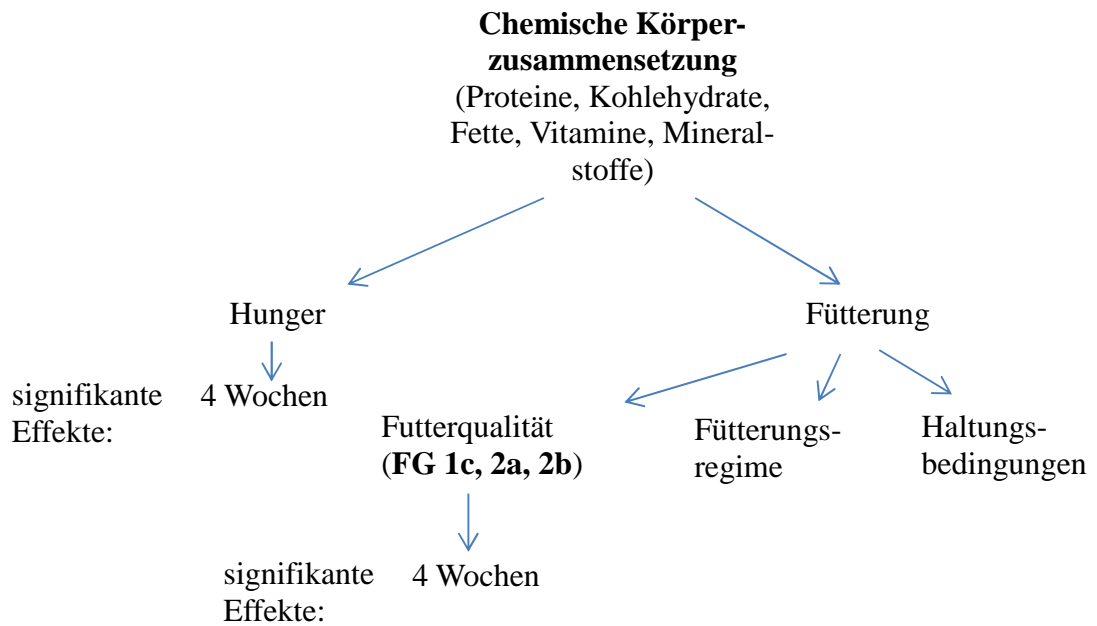 Chemische Körper-
zusammensetzung
(Proteine, Kohlehydrate,
Fette, Vitamine, Mineral-
stoffe)
Hunger
Fütterung
signifikante
Effekte:
4 Wochen
Futterqualität
(FG 1c, 2a, 2b)
Fütterungs-
regime
Haltungs-
bedingungen
signifikante
Effekte:
4 Wochen